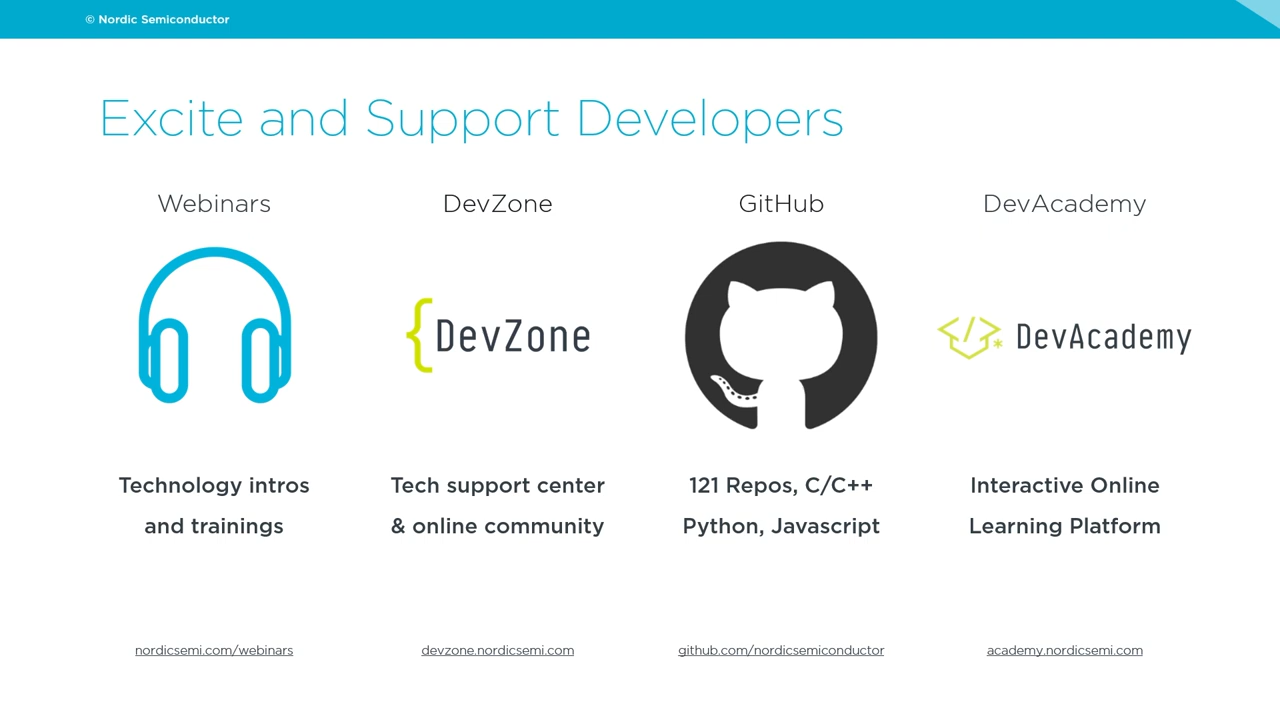 © Nordic Semiconductor
Excite and Support Developers
Webinars
DevZone
GitHub
DevAcademy
{DevZone
</>* DevAcademy
Technology intros
and trainings
Tech support center
& online community
121 Repos, C/C++
Python, Javascript
Interactive Online
Learning Platform
nordicsemi.com/webinars
devzone.nordicsemi.com
github.com/nordicsemiconductor
academy.nordicsemi.com